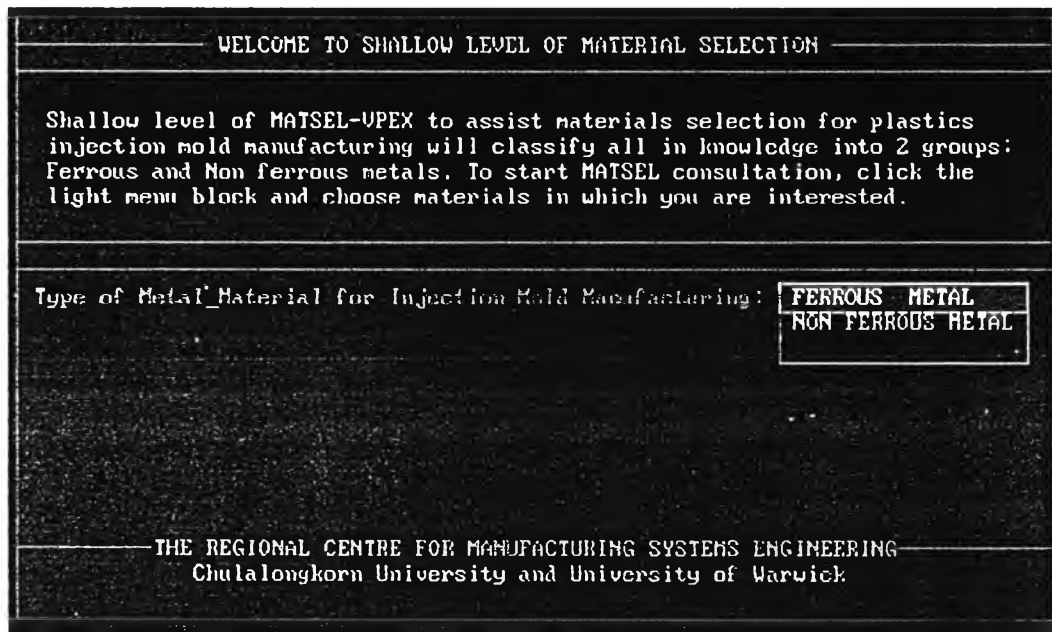 WELCOME TO SHALLOW LEVEL OF MATERIAL SELECTION
Shallow level of MATSEL-VPEX to assist materials selection for plastics
injection mold manufacturing will classify all in knowledge into 2 groups:
Ferrous and Non ferrous metals. To start MATSEL consultation, click the
light menu block and choose materials in which you are interested.
Type of Metal_Material for Injection Mold Manufacturing: FERROUS METAL
NON FERROUS METAL
THE REGIONAL CENTRE FOR MANUFACTURING SYSTEMS ENGINEERING
Chulalongkorn University and University of Warwick